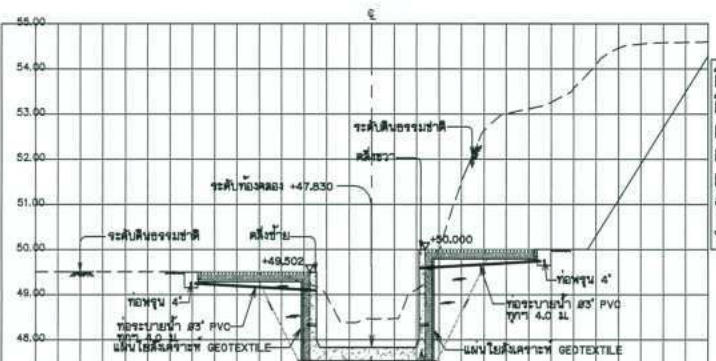 55.00
54.00
53.00
ระดับดินธรรมชาติ
52.00
ตลิ่งขวา
ระดับท้องคลอง +47.830
51.00
ระดับดินธรรมชาติ
ตลิ่งซ้าย
+50.000
50.00
+49.502
ท่อพรุน 4"
49.00
ท่อพรุน 4"
ท่อระบายน้ำ ø3" PVC
ทุกๆ 4.0 ม.
ท่อระบายน้ำ ø3" PVC
ทุกๆ 4.0 ม.
48.00
แผ่นใยสังเคราะห์ GEOTEXTILE
แผ่นใยสังเคราะห์ GEOTEXTILE